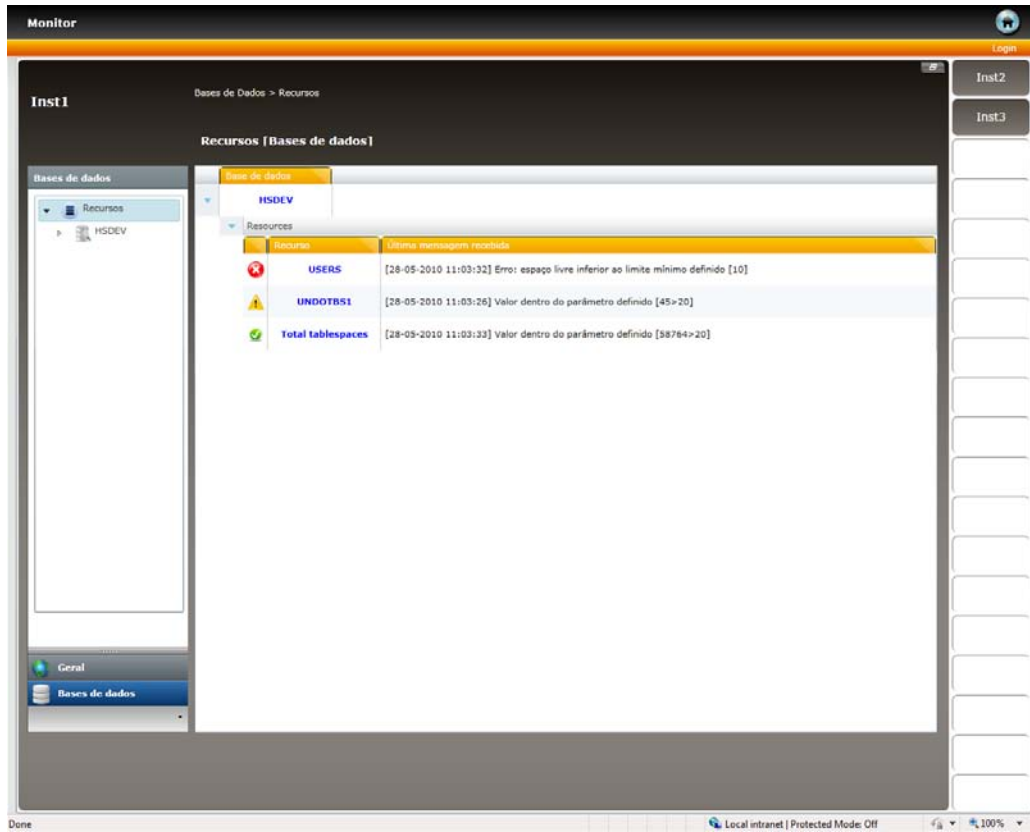 Monitor
Login
Inst1
Bases de Dados > Recursos
Inst2
Inst3
Recursos [Bases de dados]
Bases de dados
Recursos
HSDEV
Base de dados
HSDEV
Resources
Recurso
Última mensagem recebida
USERS
[28-05-2010 11:03:32] Erro: espaço livre inferior ao limite mínimo definido [10]
UNDOTBS1
[28-05-2010 11:03:26] Valor dentro do parâmetro definido [45>20]
Total tablespaces
[28-05-2010 11:03:33] Valor dentro do parâmetro definido [58764>20]
Geral
Bases de dados
Done
Local intranet | Protected Mode: Off
100%